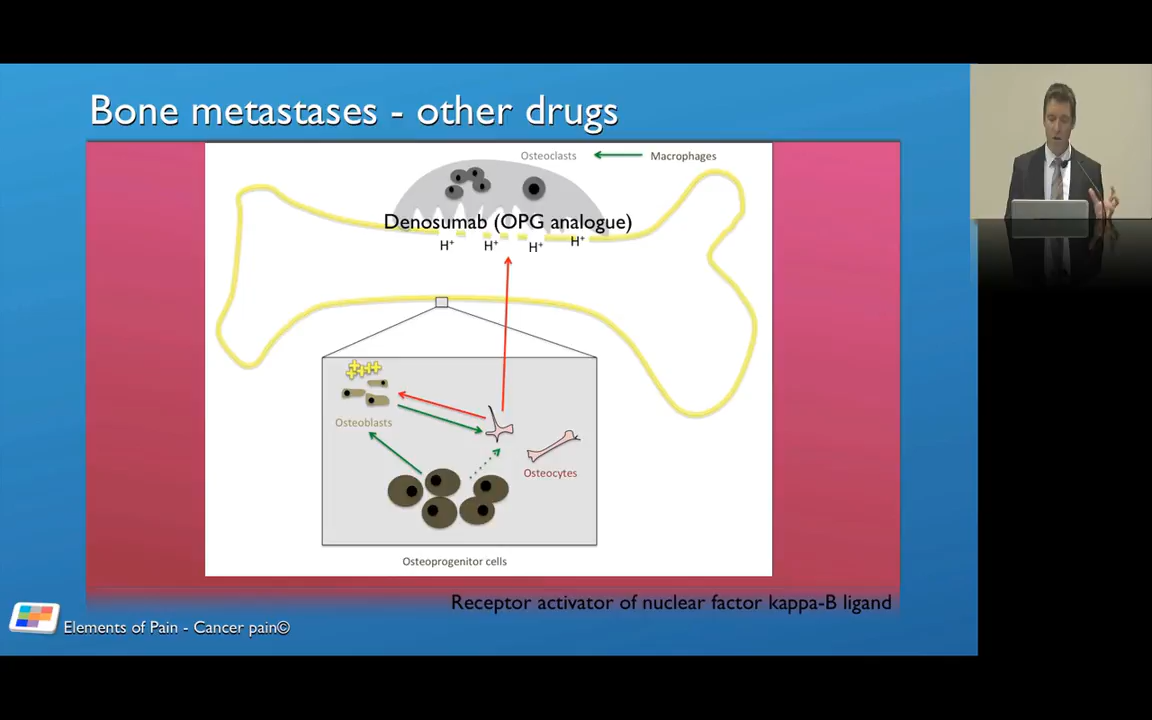 Bone metastases - other drugs
Osteoclasts
Macrophages
Denosumab (OPG analogue)
H+ H+ H+ H+
Osteoblasts
Osteocytes
Osteoprogenitor cells
Receptor activator of nuclear factor kappa-B ligand
Elements of Pain - Cancer pain©